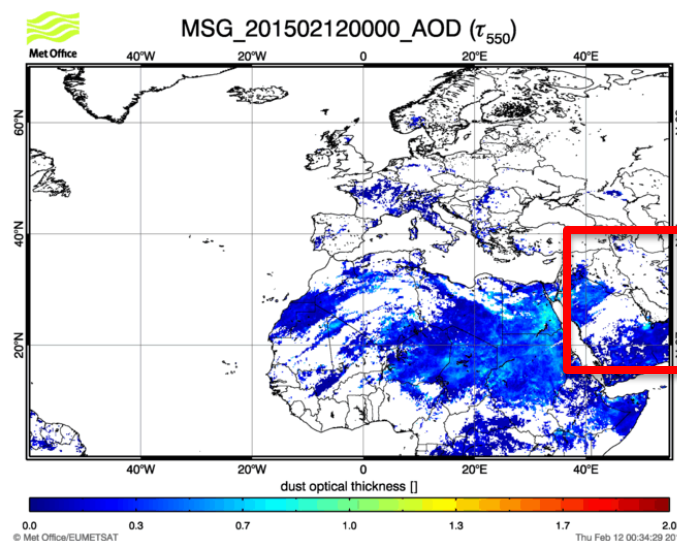 Met Office
MSG_201502120000_AOD (τ550)
40°W 20°W 0 20°E 40°E
60°N
40°N
20°N
40°W 20°W 0 20°E 40°E
dust optical thickness []
0.0 0.3 0.7 1.0 1.3 1.7 2.0
© Met Office/EUMETSAT Thu Feb 12 00:34:29 20